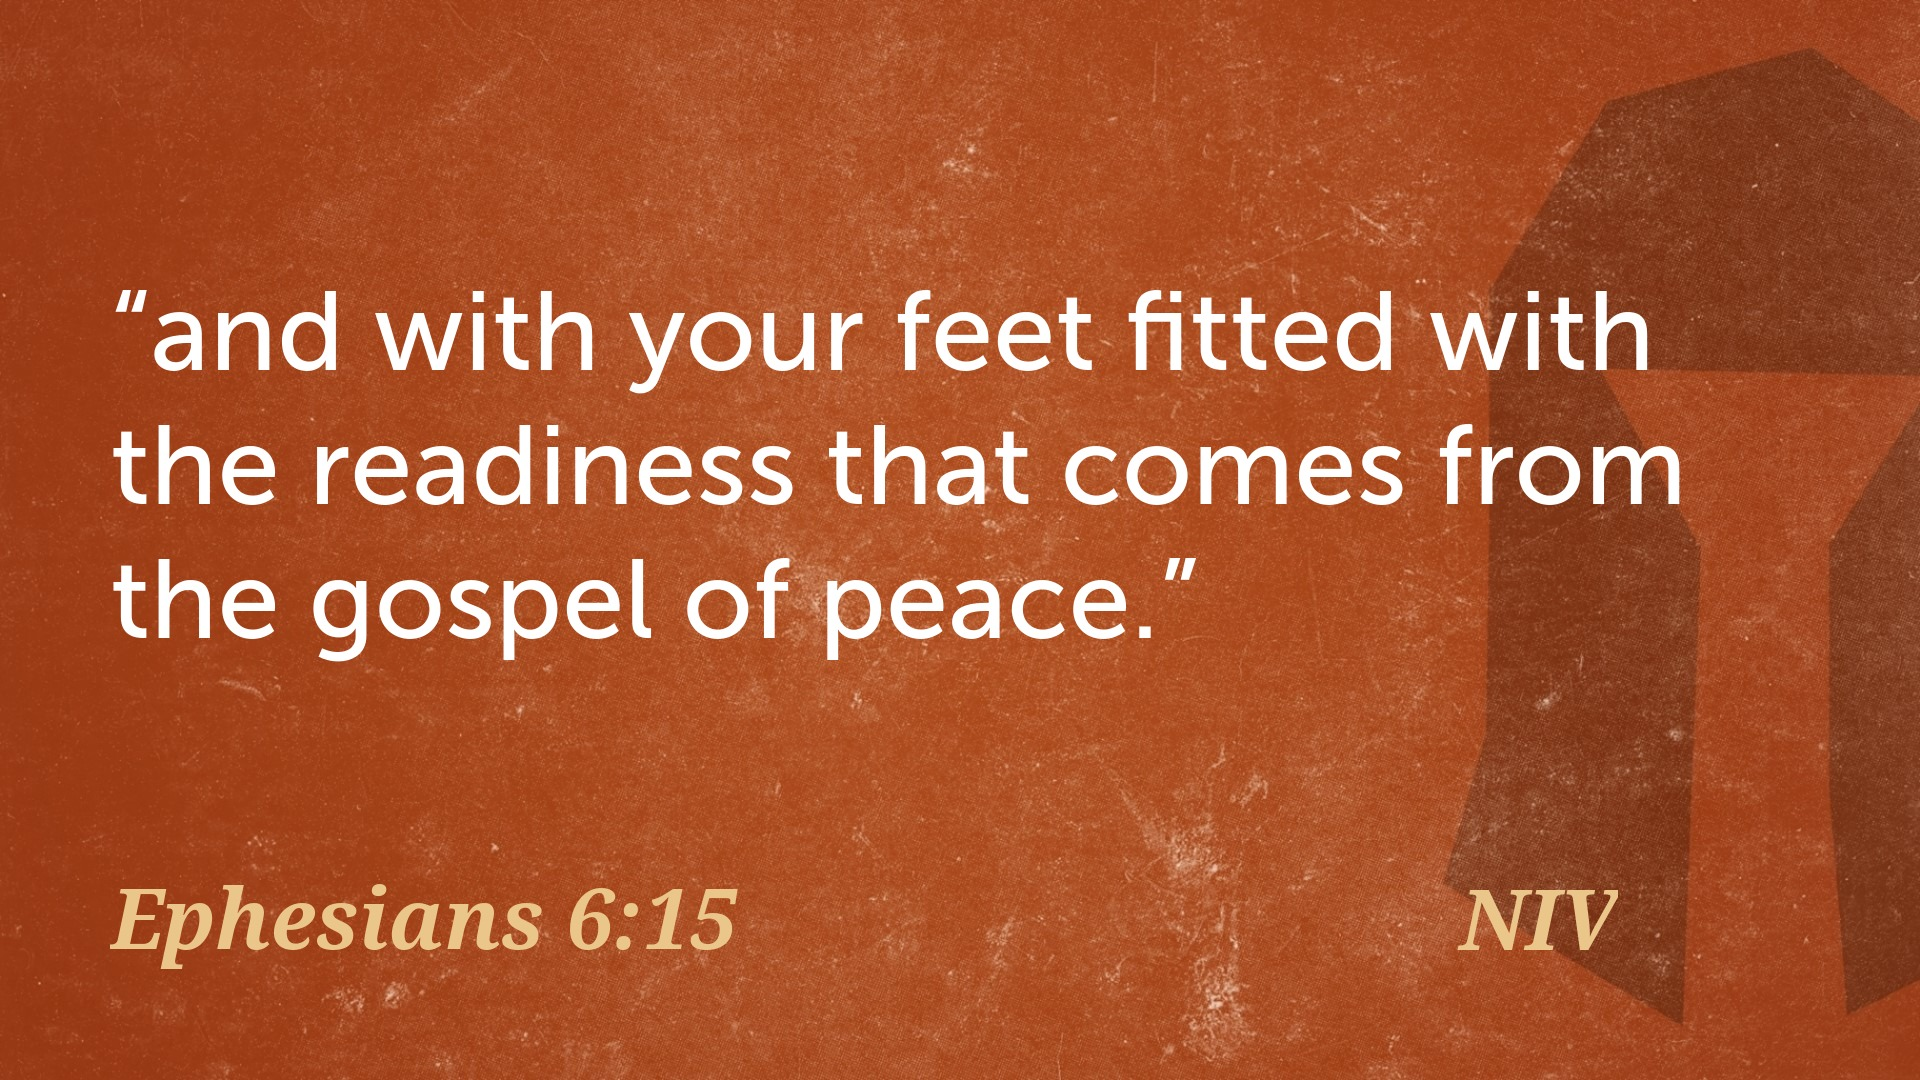 “and with your feet fitted with
the readiness that comes from
the gospel of peace.”
Ephesians 6:15 NIV